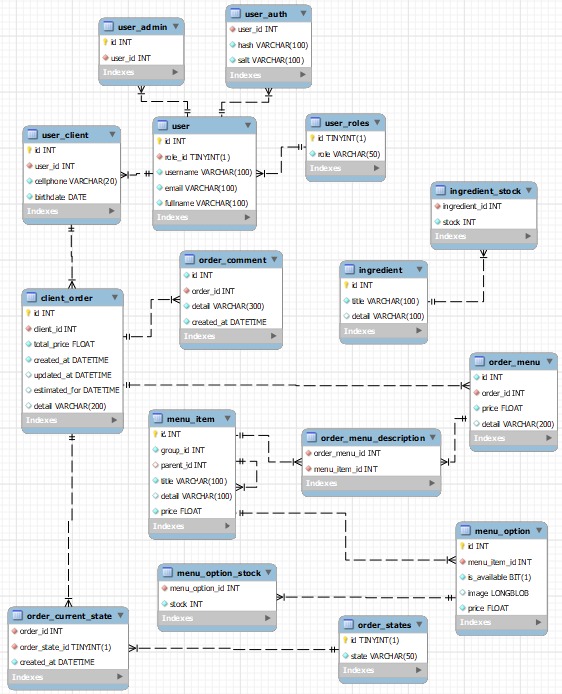 user_admin
id INT
user_id INT
Indexes
user_auth
user_id INT
hash VARCHAR(100)
salt VARCHAR(100)
Indexes
user_client
id INT
user_id INT
cellphone VARCHAR(20)
birthdate DATE
Indexes
user
id INT
role_id TINYINT(1)
username VARCHAR(100)
email VARCHAR(100)
fullname VARCHAR(100)
Indexes
user_roles
id TINYINT(1)
role VARCHAR(50)
Indexes
ingredient_stock
ingredient_id INT
stock INT
Indexes
order_comment
id INT
order_id INT
detail VARCHAR(300)
created_at DATETIME
Indexes
ingredient
id INT
title VARCHAR(100)
detail VARCHAR(100)
Indexes
client_order
id INT
client_id INT
total_price FLOAT
created_at DATETIME
updated_at DATETIME
estimated_for DATETIME
detail VARCHAR(200)
Indexes
order_menu
id INT
order_id INT
price FLOAT
detail VARCHAR(200)
Indexes
menu_item
id INT
group_id INT
parent_id INT
title VARCHAR(100)
detail VARCHAR(100)
price FLOAT
Indexes
order_menu_description
order_menu_id INT
menu_item_id INT
Indexes
menu_option
id INT
menu_item_id INT
is_available BIT(1)
image LONGBLOB
price FLOAT
Indexes
menu_option_stock
menu_option_id INT
stock INT
Indexes
order_current_state
order_id INT
order_state_id TINYINT(1)
created_at DATETIME
Indexes
order_states
id TINYINT(1)
state VARCHAR(50)
Indexes